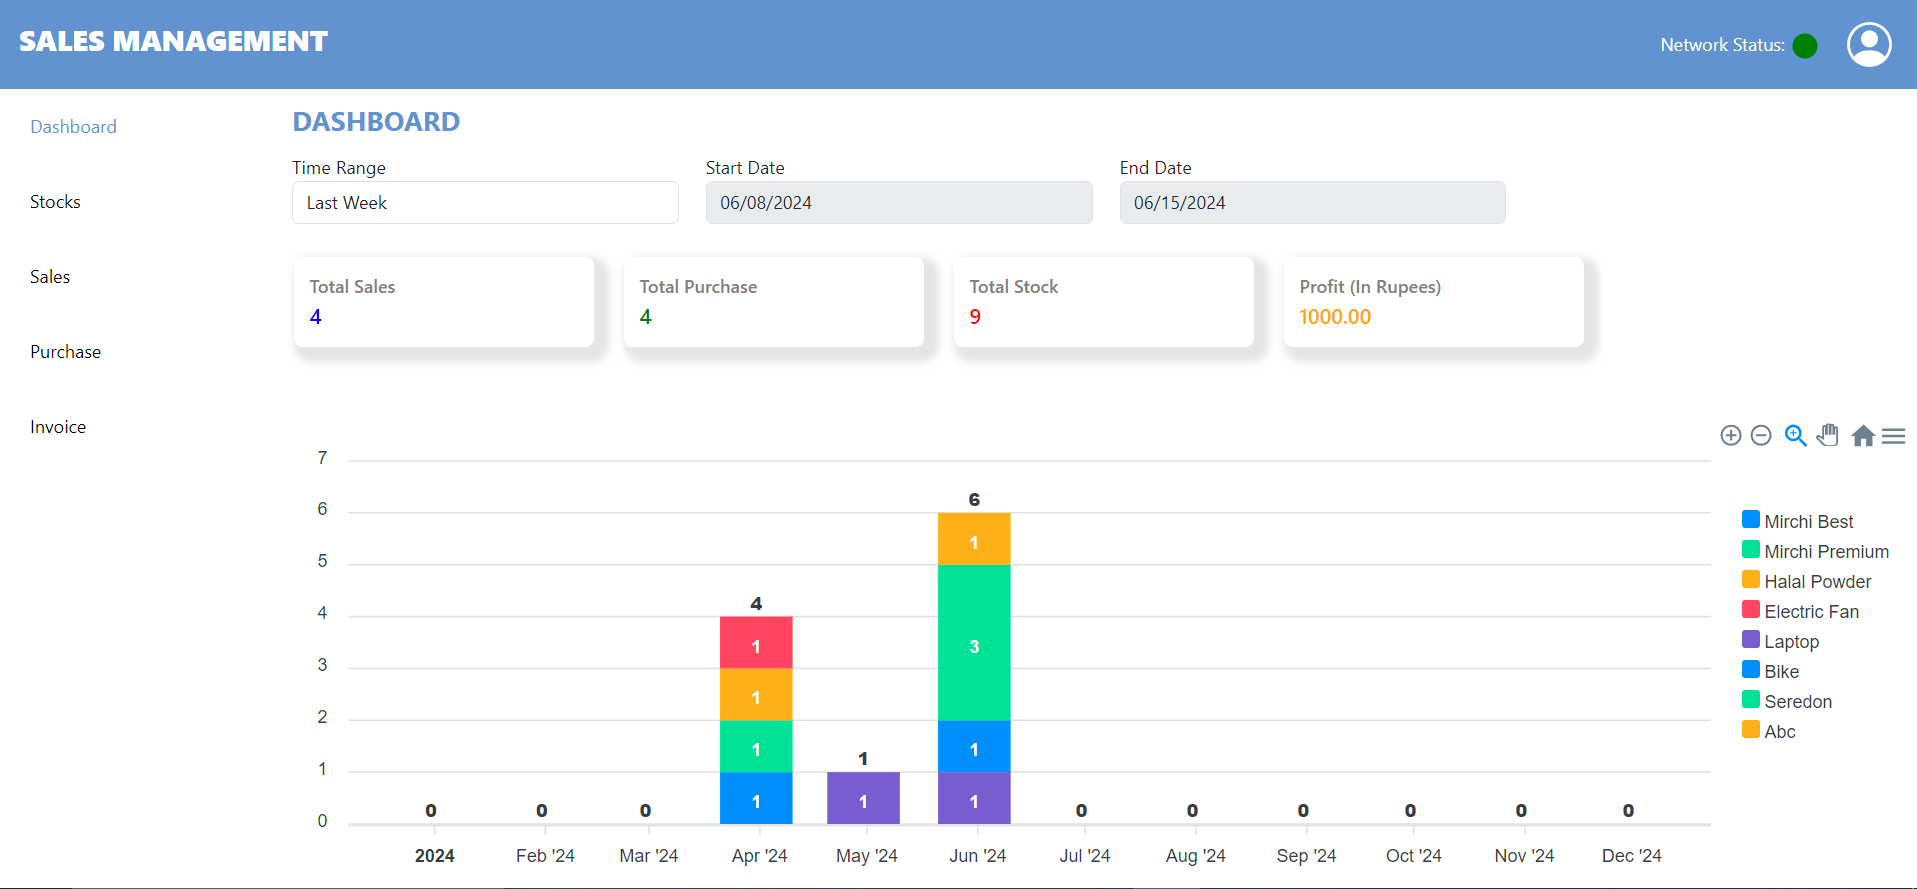 SALES MANAGEMENT
Network Status:
Dashboard
Stocks
Sales
Purchase
Invoice
DASHBOARD
Time Range
Start Date
End Date
Last Week
06/08/2024
06/15/2024
Total Sales
4
Total Purchase
4
Total Stock
9
Profit (In Rupees)
1000.00
7
6
5
4
3
2
1
0
0
0
0
4
1
1
1
1
1
1
6
1
3
1
1
0
0
0
0
0
0
2024
Feb '24
Mar '24
Apr '24
May '24
Jun '24
Jul '24
Aug '24
Sep '24
Oct '24
Nov '24
Dec '24
Mirchi Best
Mirchi Premium
Halal Powder
Electric Fan
Laptop
Bike
Seredon
Abc